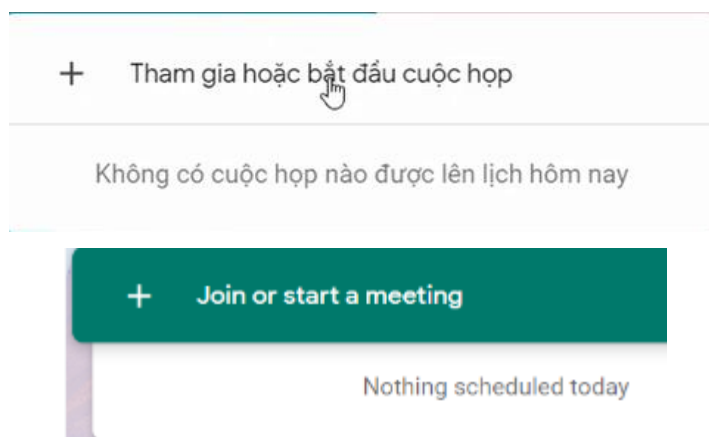 + Tham gia hoặc bắt đầu cuộc họp
Không có cuộc họp nào được lên lịch hôm nay
+ Join or start a meeting
Nothing scheduled today